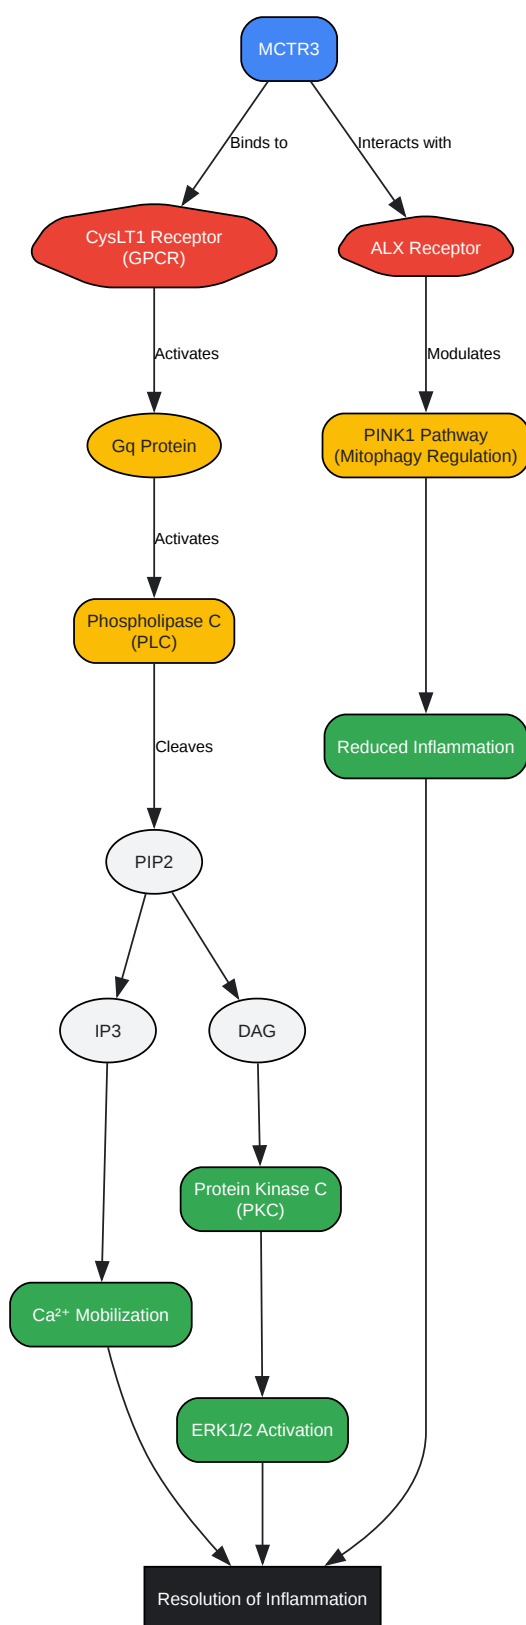 MCTR3
Binds to
Interacts with
CysLT1 Receptor
(GPCR)
ALX Receptor
Activates
Modulates
Gq Protein
PINK1 Pathway
(Mitophagy Regulation)
Activates
Phospholipase C
(PLC)
Cleaves
Reduced Inflammation
PIP2
IP3
DAG
Protein Kinase C
(PKC)
Ca²⁺ Mobilization
ERK1/2 Activation
Resolution of Inflammation